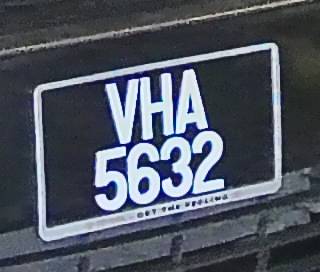 VHA
5632
GET THE FEELING